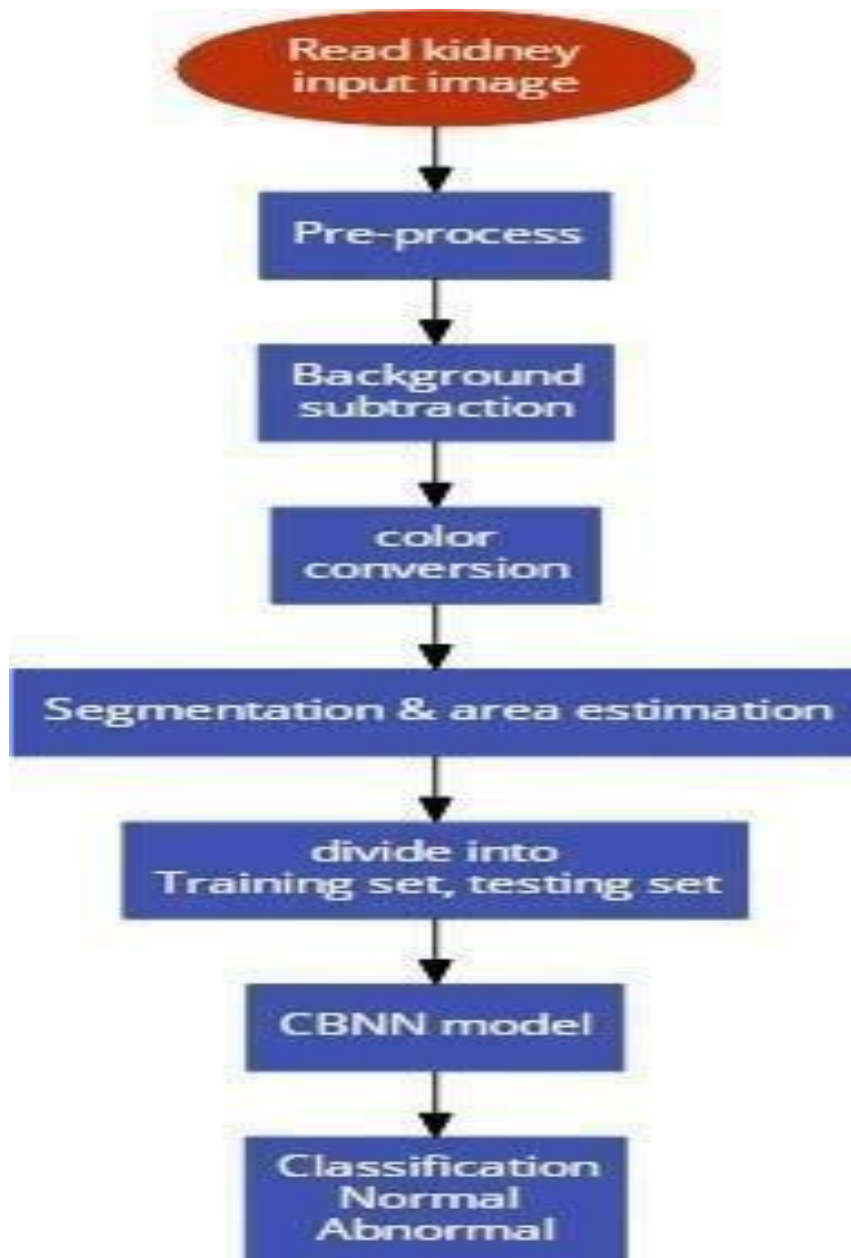 Read kidney
input image
Pre-process
Background
subtraction
color
conversion
Segmentation & area estimation
divide into
Training set, testing set
CBNN model
Classification
Normal
Abnormal